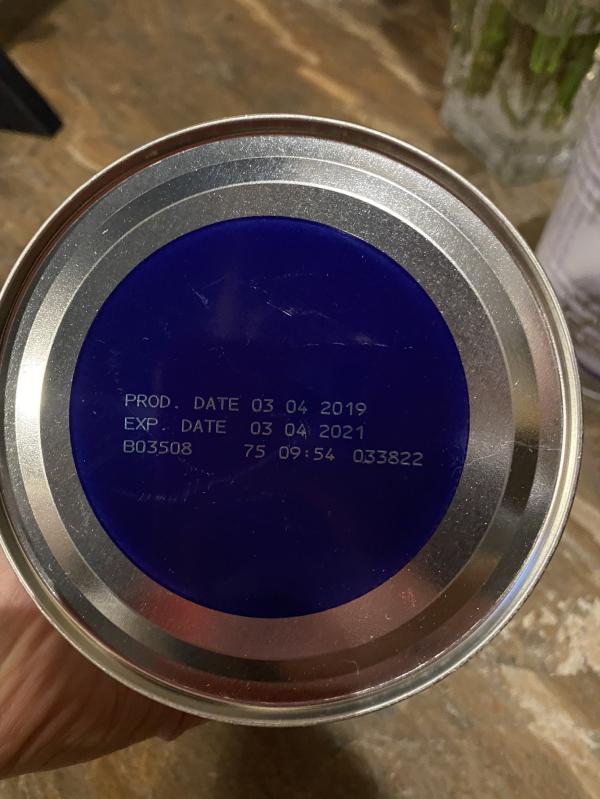 PROD. DATE 03 04 2019
EXP. DATE 03 04 2021
B03508 75 09:54 033822